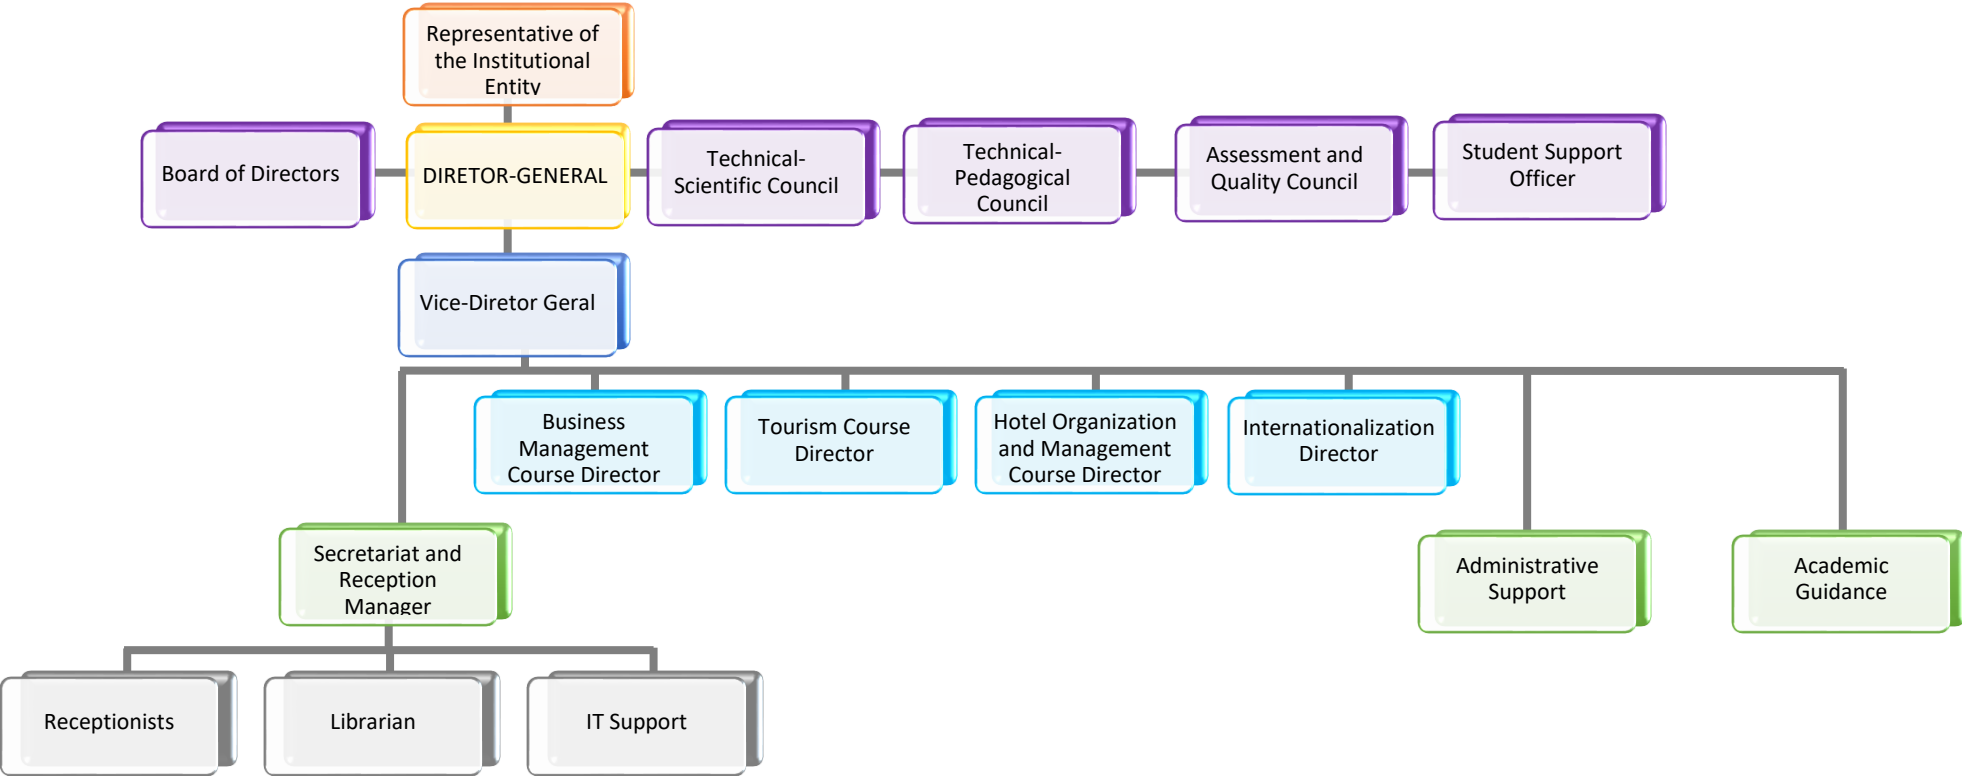 Representative of
the Institutional
Entity
Board of Directors
DIRETOR-GENERAL
Technical-
Scientific Council
Technical-
Pedagogical
Council
Assessment and
Quality Council
Student Support
Officer
Vice-Diretor Geral
Business
Management
Course Director
Tourism Course
Director
Hotel Organization
and Management
Course Director
Internationalization
Director
Secretariat and
Reception
Manager
Administrative
Support
Academic
Guidance
Receptionists
Librarian
IT Support